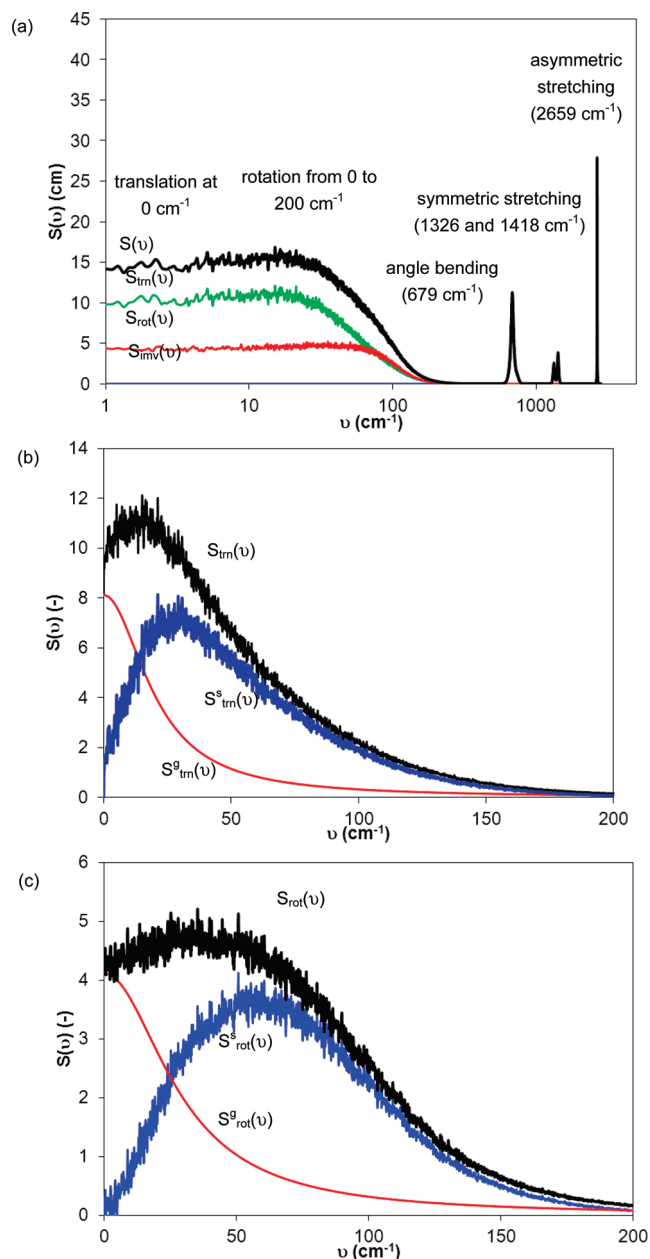 (a)
45
40
35
30
25
20
15
10
5
0
S(υ) (cm)
asymmetric
stretching
(2659 cm-1)
translation at
0 cm-1
rotation from 0 to
200 cm-1
symmetric stretching
(1326 and 1418 cm-1)
angle bending
(679 cm-1)
S(υ)
Strn(υ)
Srot(υ)
Simv(υ)
1 10 100 1000
υ (cm-1)
(b)
14
12
10
8
6
4
2
0
S(υ) (-)
Strn(υ)
Sstrn(υ)
Sgtrn(υ)
0 50 100 150 200
υ (cm-1)
(c)
6
5
4
3
2
1
0
S(υ) (-)
Srot(υ)
Ssrot(υ)
Sgrot(υ)
0 50 100 150 200
υ (cm-1)